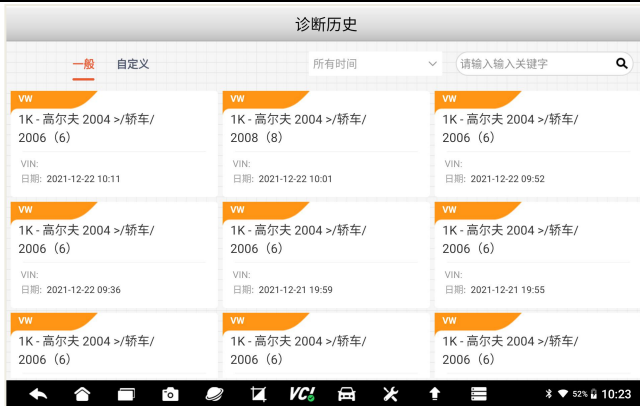 诊断历史
一般 自定义 所有时间 请输入输入关键字
VW VW VW
1K - 高尔夫 2004 >/轿车/ 1K - 高尔夫 2004 >/轿车/ 1K - 高尔夫 2004 >/轿车/
2006（6） 2008（8） 2006（6）
VIN: VIN: VIN:
日期: 2021-12-22 10:11 日期: 2021-12-22 10:01 日期: 2021-12-22 09:52
VW VW VW
1K - 高尔夫 2004 >/轿车/ 1K - 高尔夫 2004 >/轿车/ 1K - 高尔夫 2004 >/轿车/
2006（6） 2006（6） 2006（6）
VIN: VIN: VIN:
日期: 2021-12-22 09:36 日期: 2021-12-21 19:59 日期: 2021-12-21 19:55
VW VW VW
1K - 高尔夫 2004 >/轿车/ 1K - 高尔夫 2004 >/轿车/ 1K - 高尔夫 2004 >/轿车/
2006（6） 2006（6） 2006（6）
VC! 52% 10:23